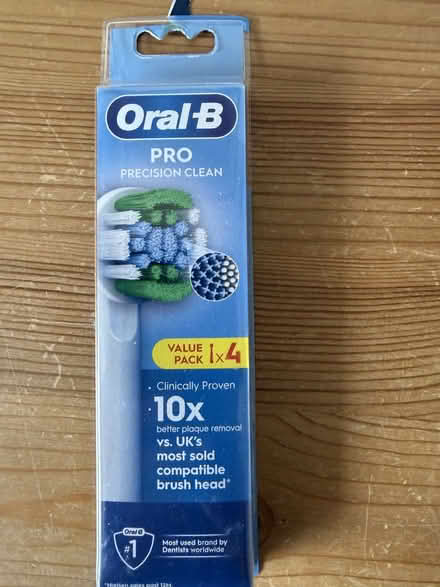 Oral-B
PRO
PRECISION CLEAN
VALUE
PACK x4
• Clinically Proven
• 10x
better plaque removal
vs. UK's
most sold
compatible
brush head*
Oral-B
#1
Most used brand by
Dentists worldwide